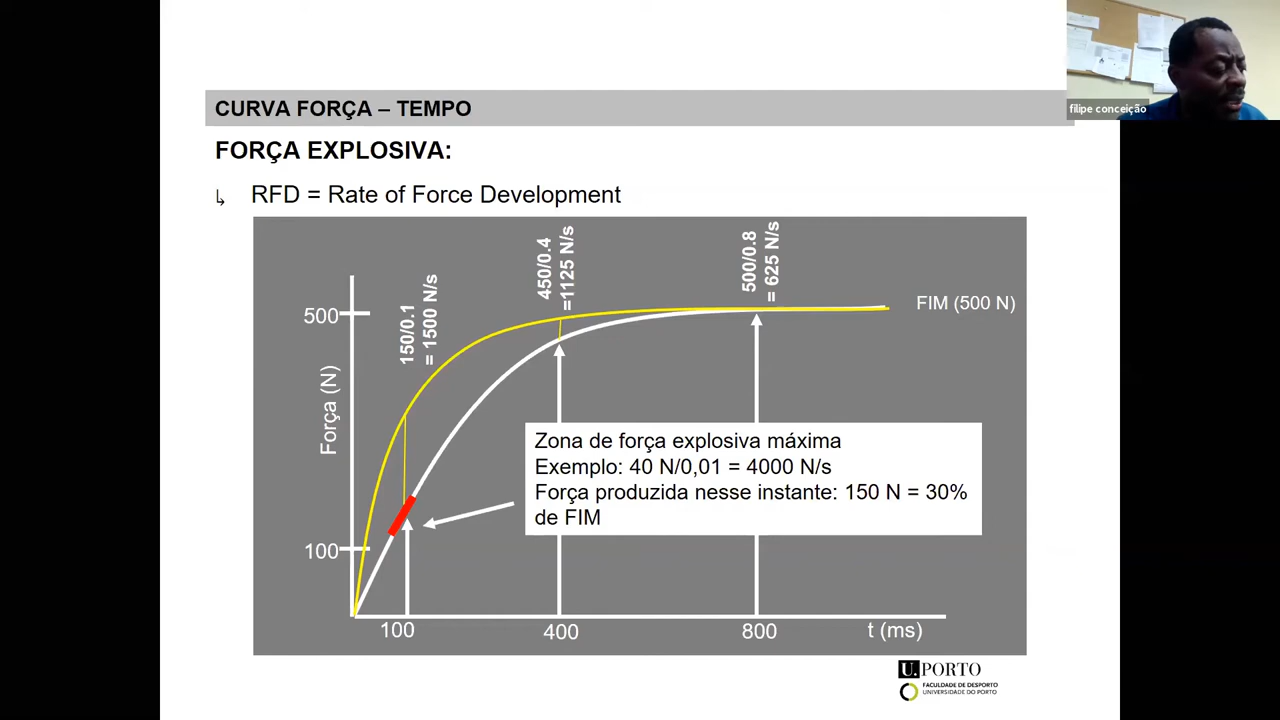 filipe conceição
CURVA FORÇA – TEMPO
FORÇA EXPLOSIVA:
↳ RFD = Rate of Force Development
150/0.1
= 1500 N/s
450/0.4
=1125 N/s
500/0.8
= 625 N/s
FIM (500 N)
500
Força (N)
100
Zona de força explosiva máxima
Exemplo: 40 N/0,01 = 4000 N/s
Força produzida nesse instante: 150 N = 30%
de FIM
100
400
800
t (ms)
U. PORTO
FACULDADE DE DESPORTO
UNIVERSIDADE DO PORTO